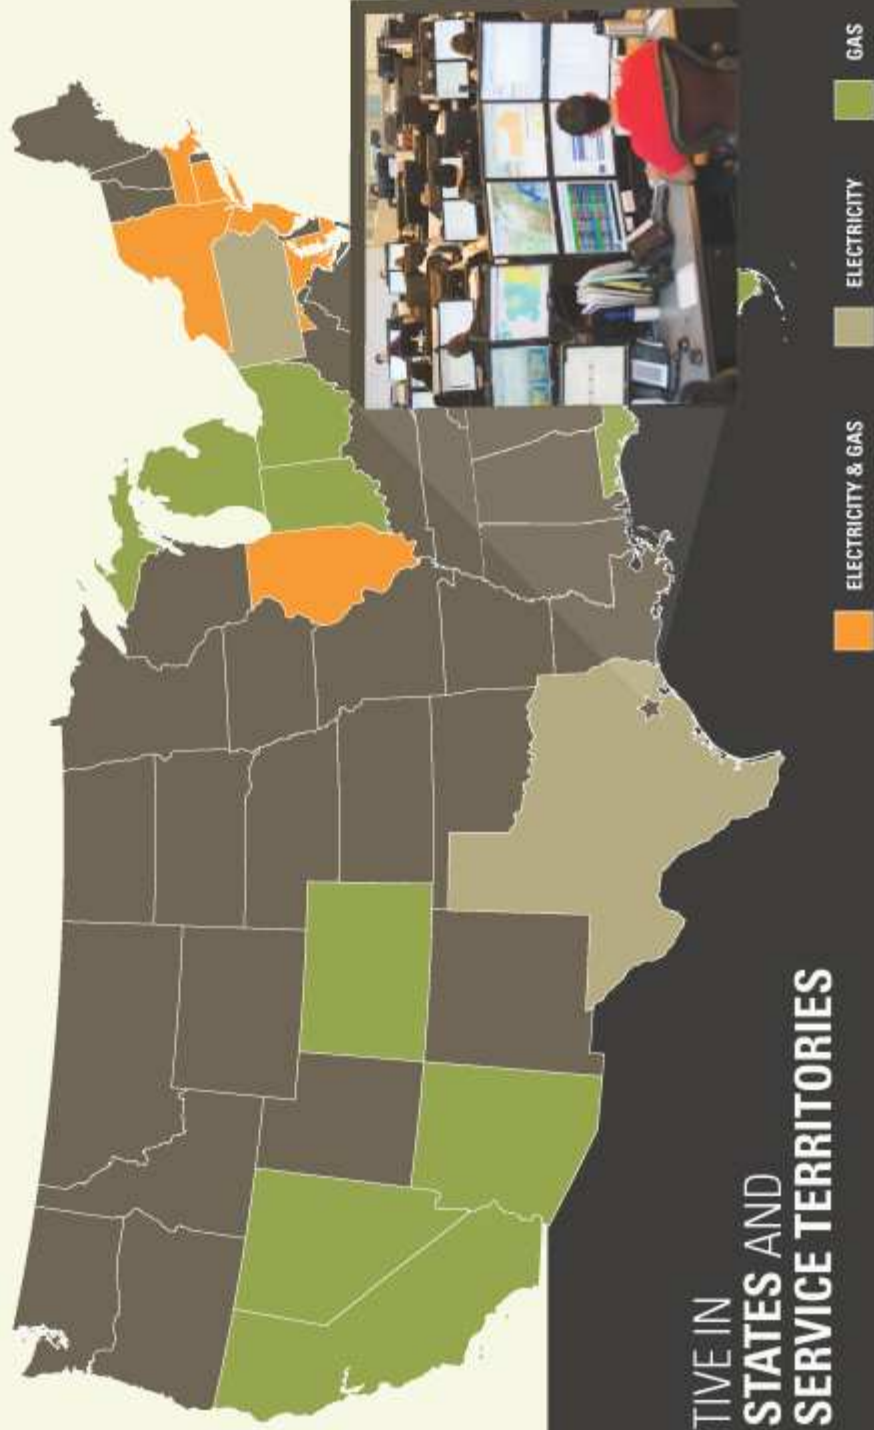 TIVE IN
STATES AND
SERVICE TERRITORIES
ELECTRICITY & GAS
ELECTRICITY
GAS